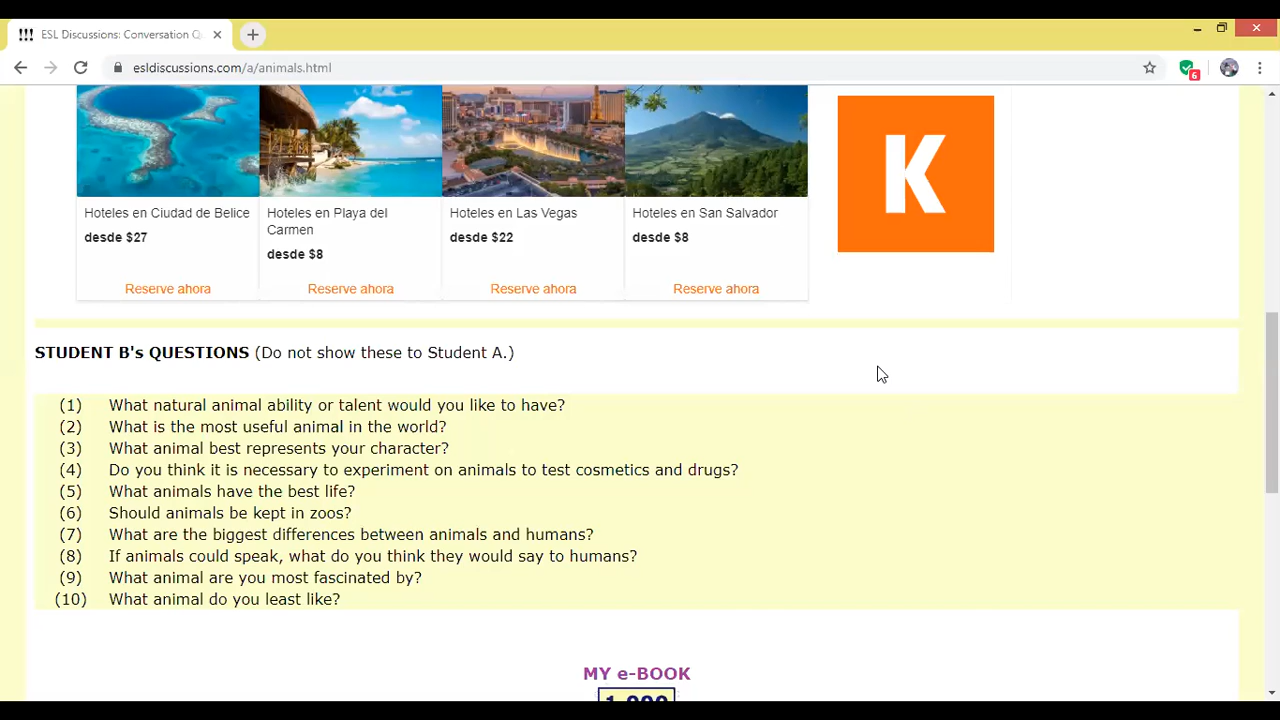 !!! ESL Discussions: Conversation Q
esldiscussions.com/a/animals.html
6
K
Hoteles en Ciudad de Belice
desde $27
Reserve ahora
Hoteles en Playa del
Carmen
desde $8
Reserve ahora
Hoteles en Las Vegas
desde $22
Reserve ahora
Hoteles en San Salvador
desde $8
Reserve ahora
STUDENT B's QUESTIONS (Do not show these to Student A.)
(1) What natural animal ability or talent would you like to have?
(2) What is the most useful animal in the world?
(3) What animal best represents your character?
(4) Do you think it is necessary to experiment on animals to test cosmetics and drugs?
(5) What animals have the best life?
(6) Should animals be kept in zoos?
(7) What are the biggest differences between animals and humans?
(8) If animals could speak, what do you think they would say to humans?
(9) What animal are you most fascinated by?
(10) What animal do you least like?
MY e-BOOK
1,000